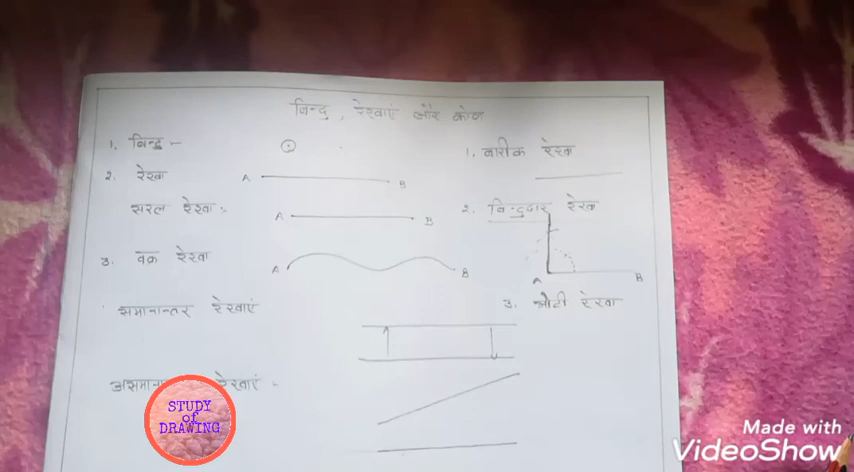 बिन्दु, रेखाएं और कोण
1. बिन्दु :-
2. रेखा A B
सरल रेखा :- A B
3. वक्र रेखा A B
समानान्तर रेखाएं
रेखाएं :-
1. बारीक रेखा
2. बिन्दुदार रेखा
A B
3. मोटी रेखा
STUDY
of
DRAWING
Made with
VideoShow